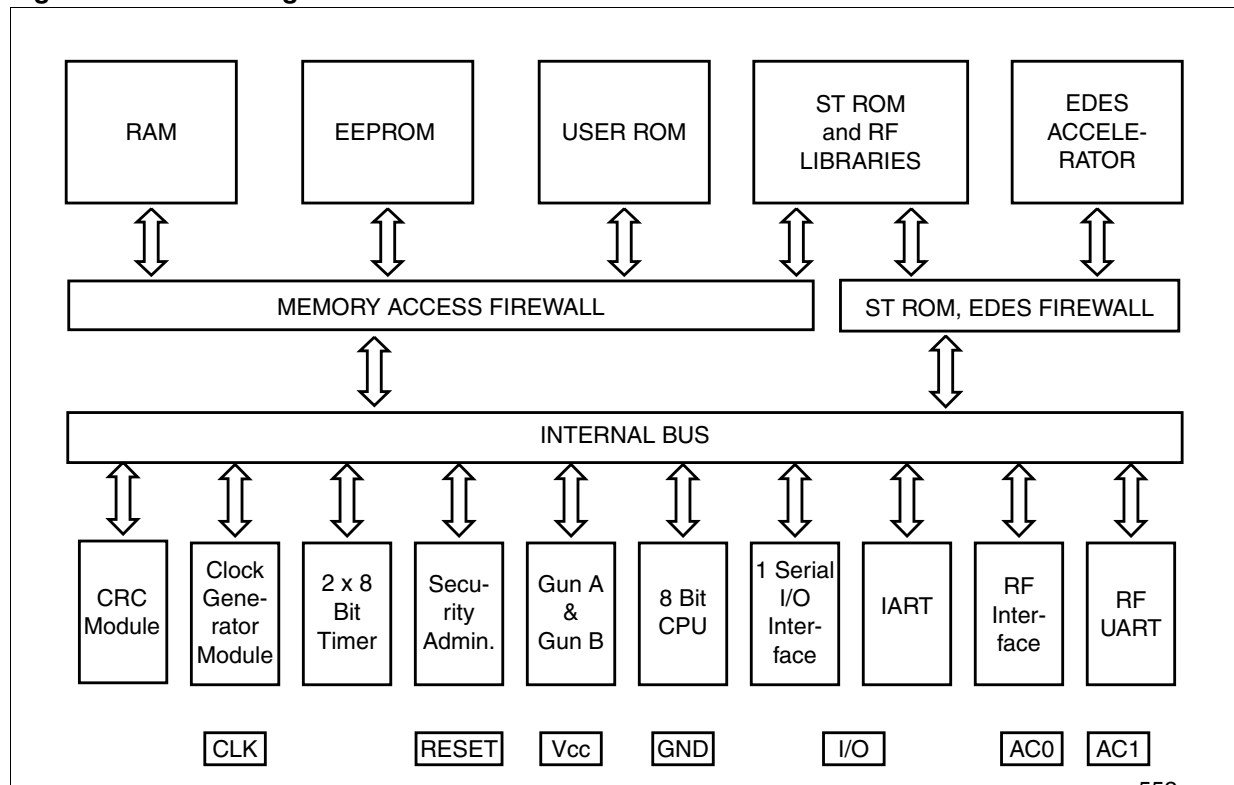 RAM
EEPROM
USER ROM
ST ROM
and RF
LIBRARIES
EDES
ACCELE-
RATOR
MEMORY ACCESS FIREWALL
ST ROM, EDES FIREWALL
INTERNAL BUS
CRC
Module
Clock
Gene-
rator
Module
2 x 8
Bit
Timer
Secu-
rity
Admin.
Gun A
&
Gun B
8 Bit
CPU
1 Serial
I/O
Inter-
face
IART
RF
Inter-
face
RF
UART
CLK
RESET
Vcc
GND
I/O
AC0
AC1